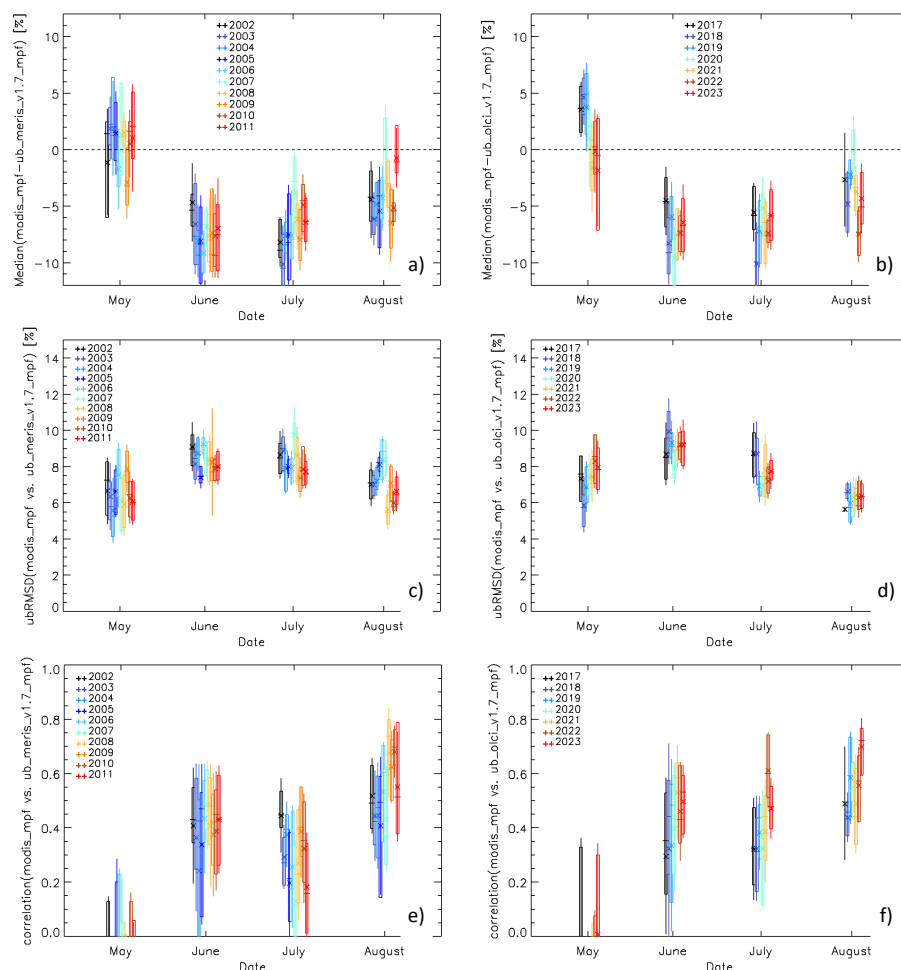 Median(modis_mpf−ub_meris_v1.7_mpf) [%]
10
5
0
−5
−10
2002
2003
2004
2005
2006
2007
2008
2009
2010
2011
a)
May
June
July
August
Date
Median(modis_mpf−ub_olci_v1.7_mpf) [%]
10
5
0
−5
−10
2017
2018
2019
2020
2021
2022
2023
b)
May
June
July
August
Date
ubRMSD(modis_mpf vs. ub_meris_v1.7_mpf) [%]
14
12
10
8
6
4
2
0
2002
2003
2004
2005
2006
2007
2008
2009
2010
2011
c)
May
June
July
August
Date
ubRMSD(modis_mpf vs. ub_olci_v1.7_mpf) [%]
14
12
10
8
6
4
2
0
2017
2018
2019
2020
2021
2022
2023
d)
May
June
July
August
Date
correlation(modis_mpf vs. ub_meris_v1.7_mpf)
1.0
0.8
0.6
0.4
0.2
0.0
2002
2003
2004
2005
2006
2007
2008
2009
2010
2011
e)
May
June
July
August
Date
correlation(modis_mpf vs. ub_olci_v1.7_mpf)
1.0
0.8
0.6
0.4
0.2
0.0
2017
2018
2019
2020
2021
2022
2023
f)
May
June
July
August
Date